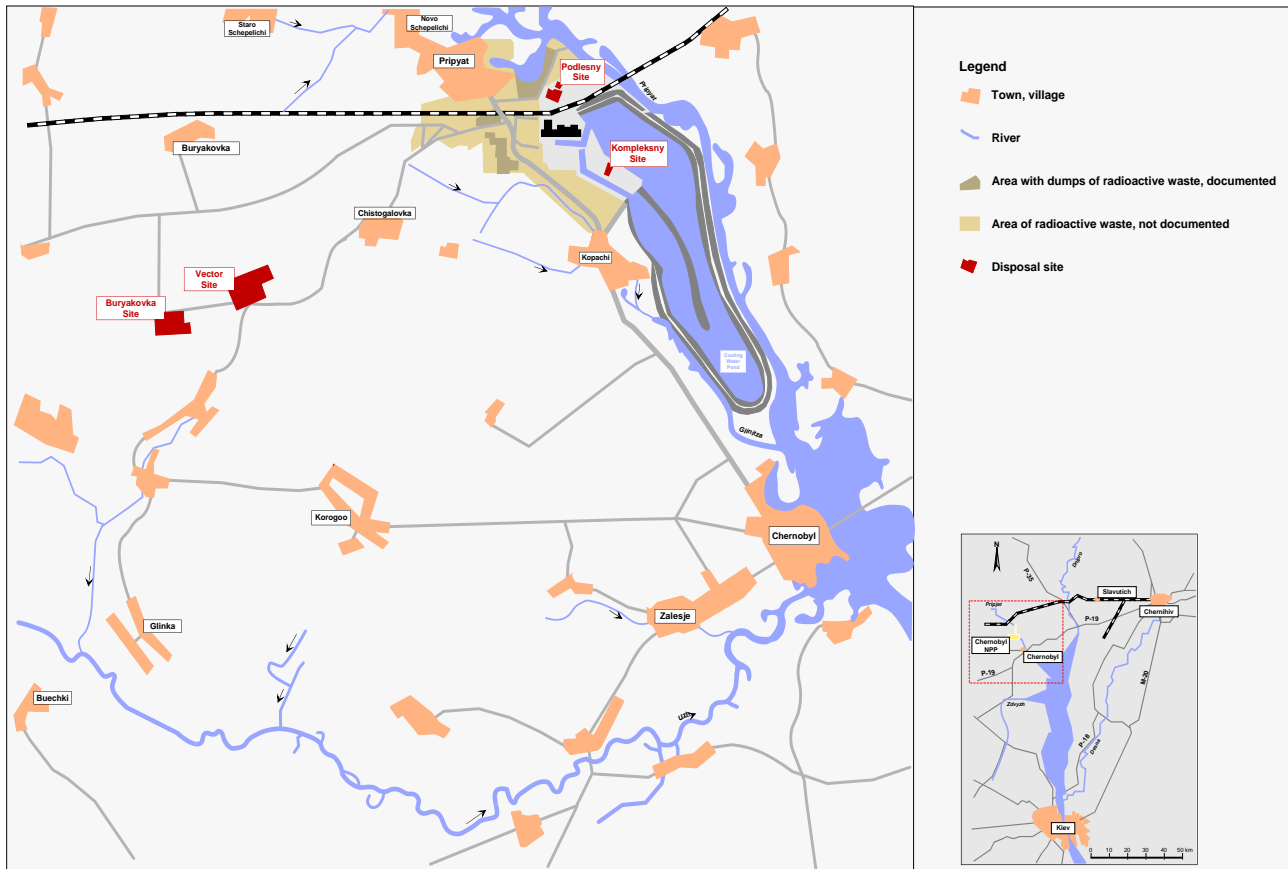 Staro
Schepelichi
Novo
Schepelichi
Pripyat
Podlesny
Site
Pripyat
Buryakovka
Kompleksny
Site
Chistogalovka
Kopachi
Vector
Site
Buryakovka
Site
Cooling
Water
Pond
Gjinitza
Korogoo
Chernobyl
Zalesje
Glinka
Buechki
Uzh
Legend
Town, village
River
Area with dumps of radioactive waste, documented
Area of radioactive waste, not documented
Disposal site
N
P-35
Dnjpro
Slavutich
Pripjat
Chernihiv
P-19
Chernobyl
NPP
Chernobyl
P-19
M-20
Zdvyzh
P-18
Desna
Kiev
0 10 20 30 40 50 km